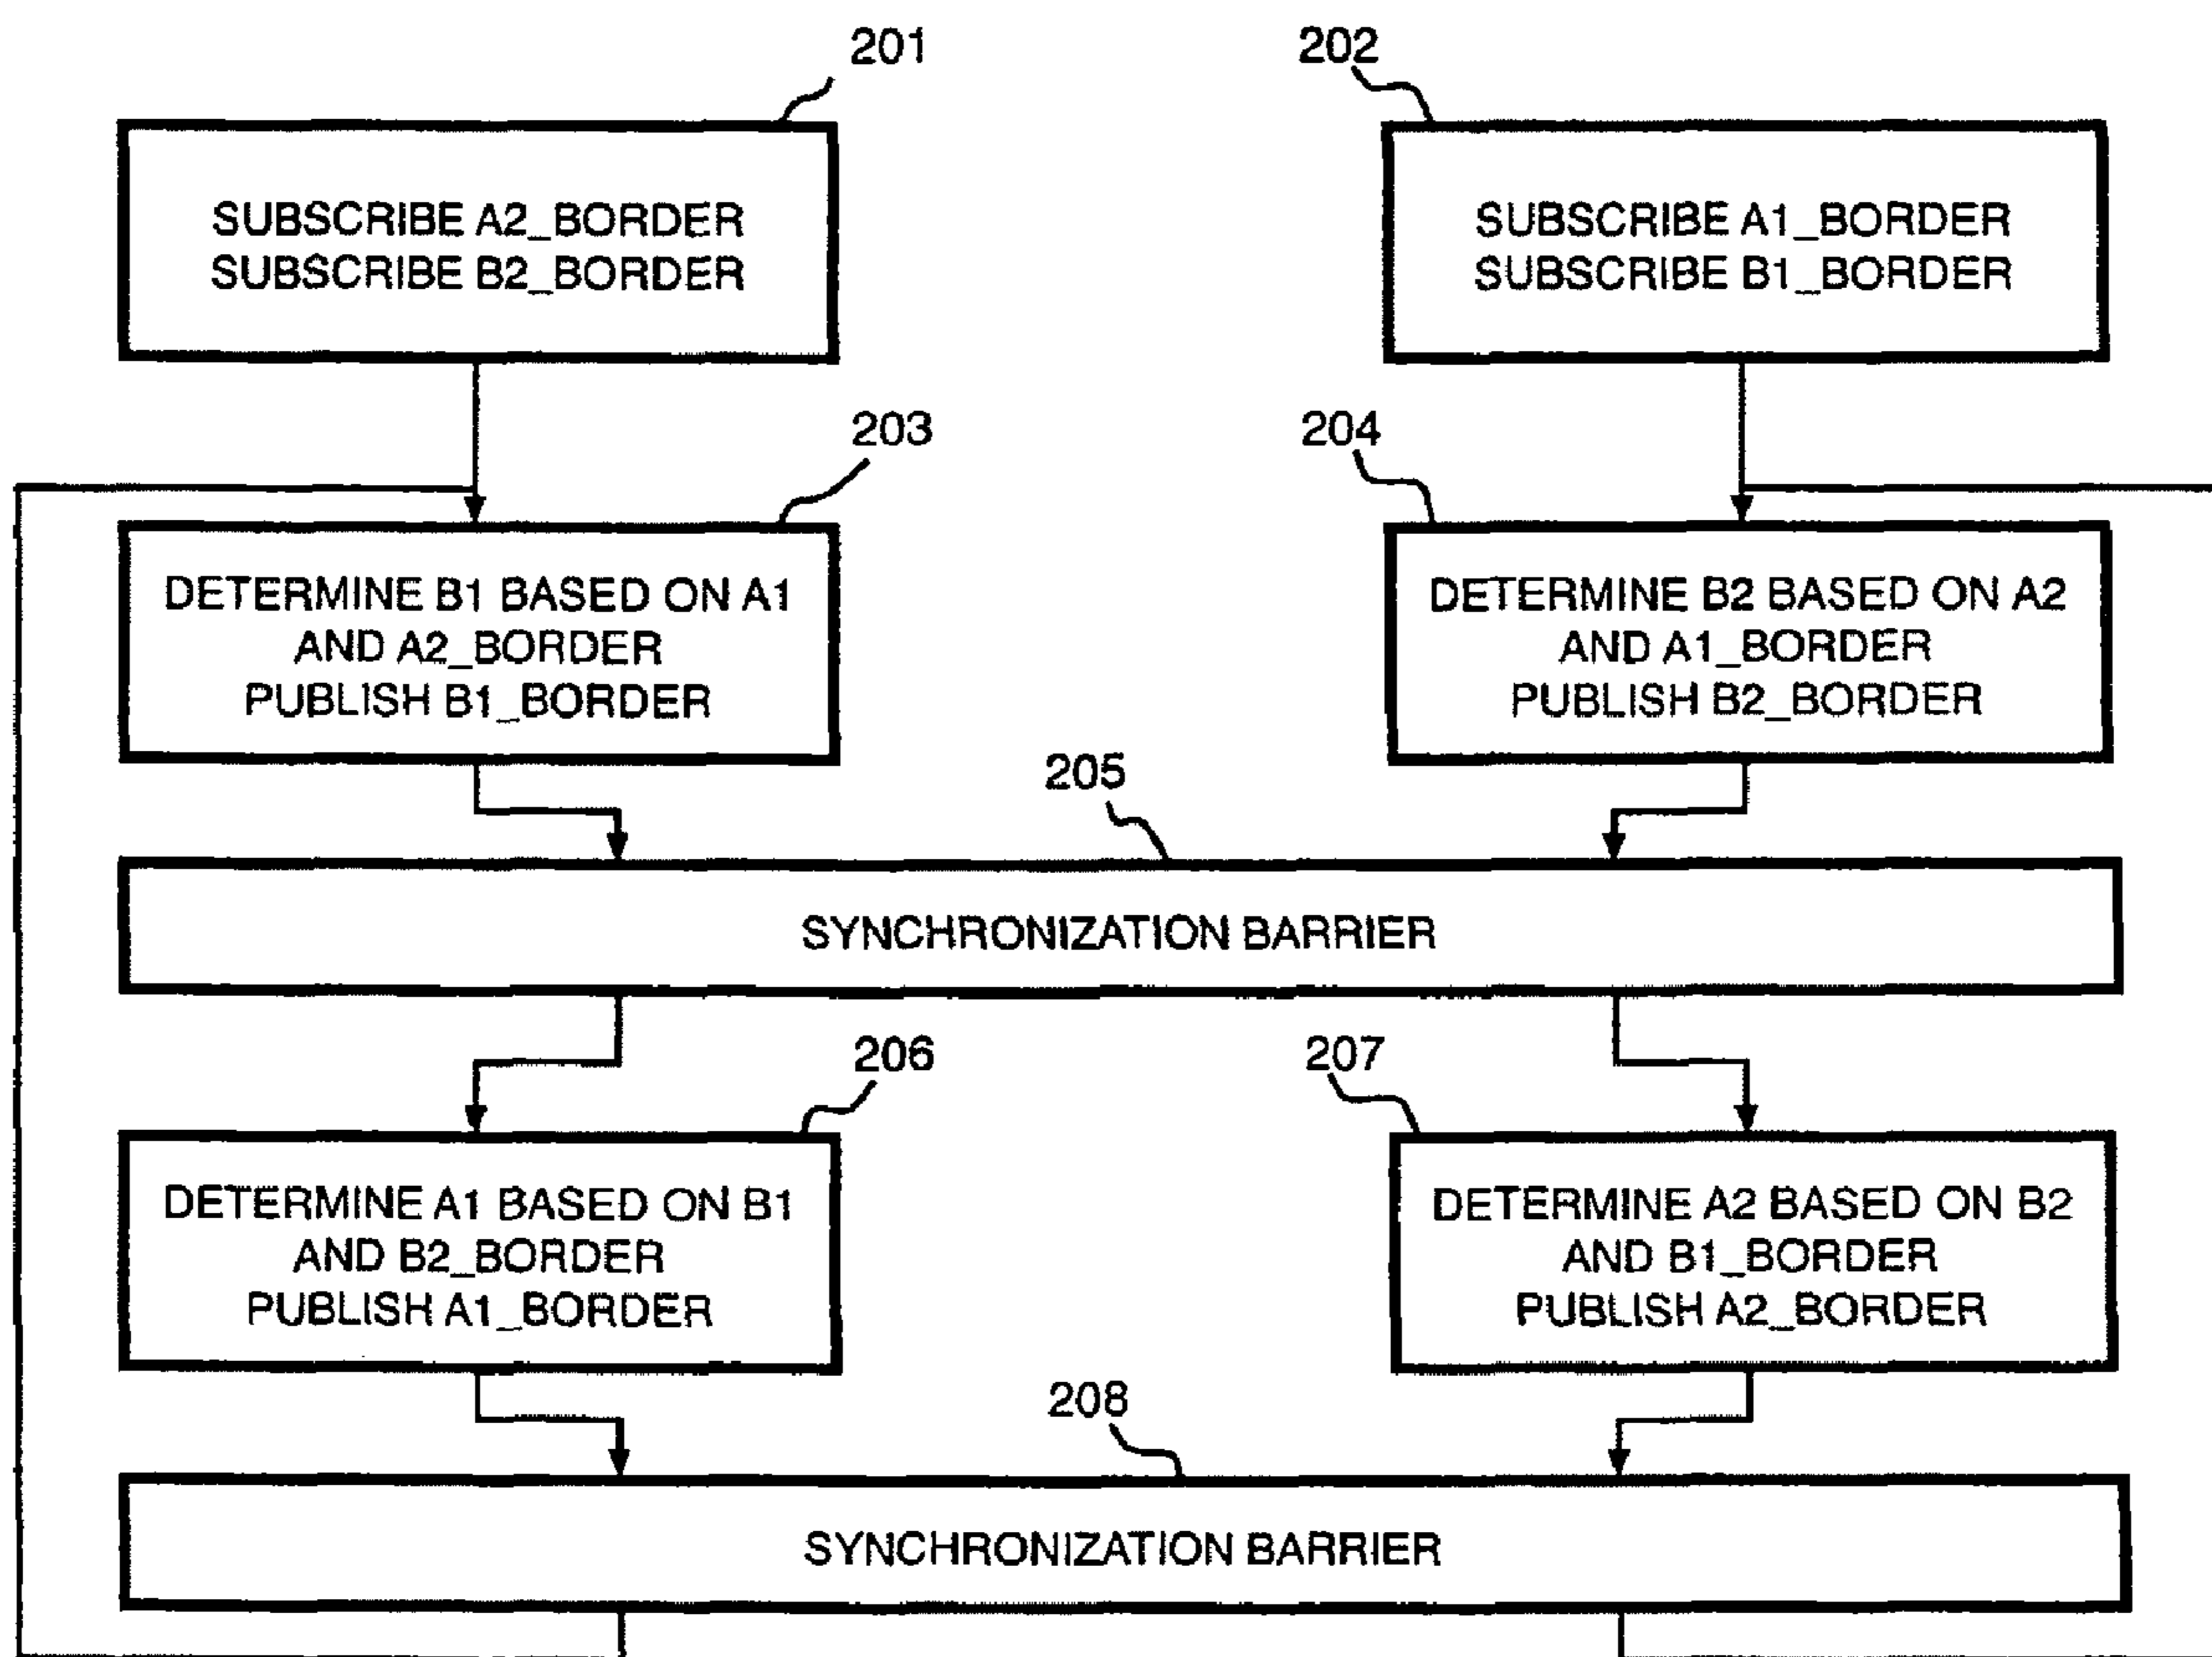 201
202
SUBSCRIBE A2_BORDER
SUBSCRIBE B2_BORDER
SUBSCRIBE A1_BORDER
SUBSCRIBE B1_BORDER
203
204
DETERMINE B1 BASED ON A1
AND A2_BORDER
PUBLISH B1_BORDER
DETERMINE B2 BASED ON A2
AND A1_BORDER
PUBLISH B2_BORDER
205
SYNCHRONIZATION BARRIER
206
207
DETERMINE A1 BASED ON B1
AND B2_BORDER
PUBLISH A1_BORDER
DETERMINE A2 BASED ON B2
AND B1_BORDER
PUBLISH A2_BORDER
208
SYNCHRONIZATION BARRIER